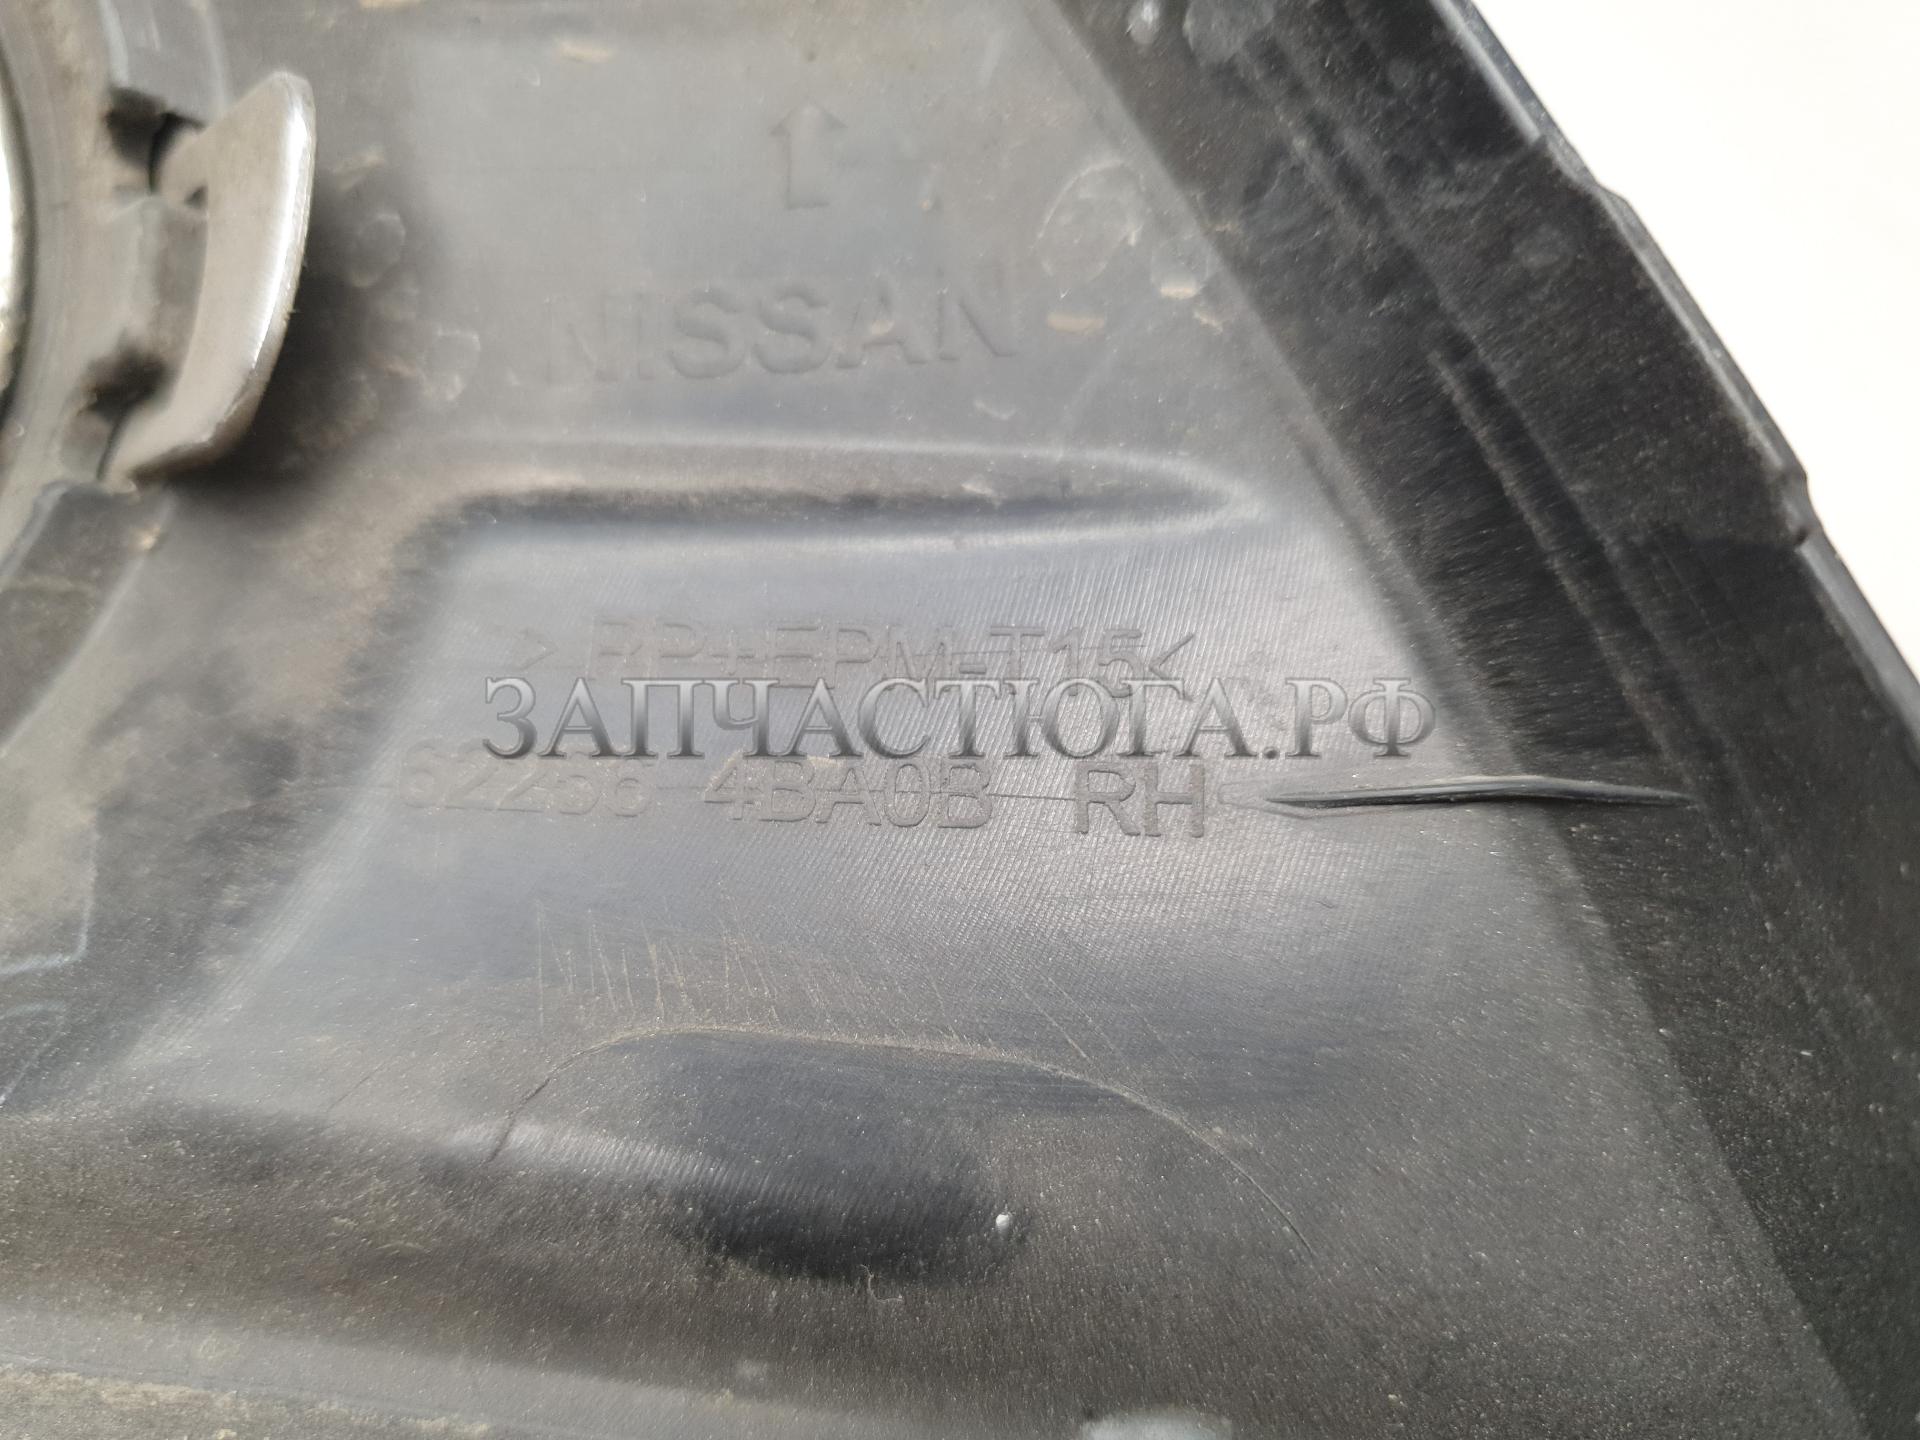 NISSAN
>PP+EPM-T15<
ЗАПЧАСТЮГА.РФ
62256 4BA0B RH